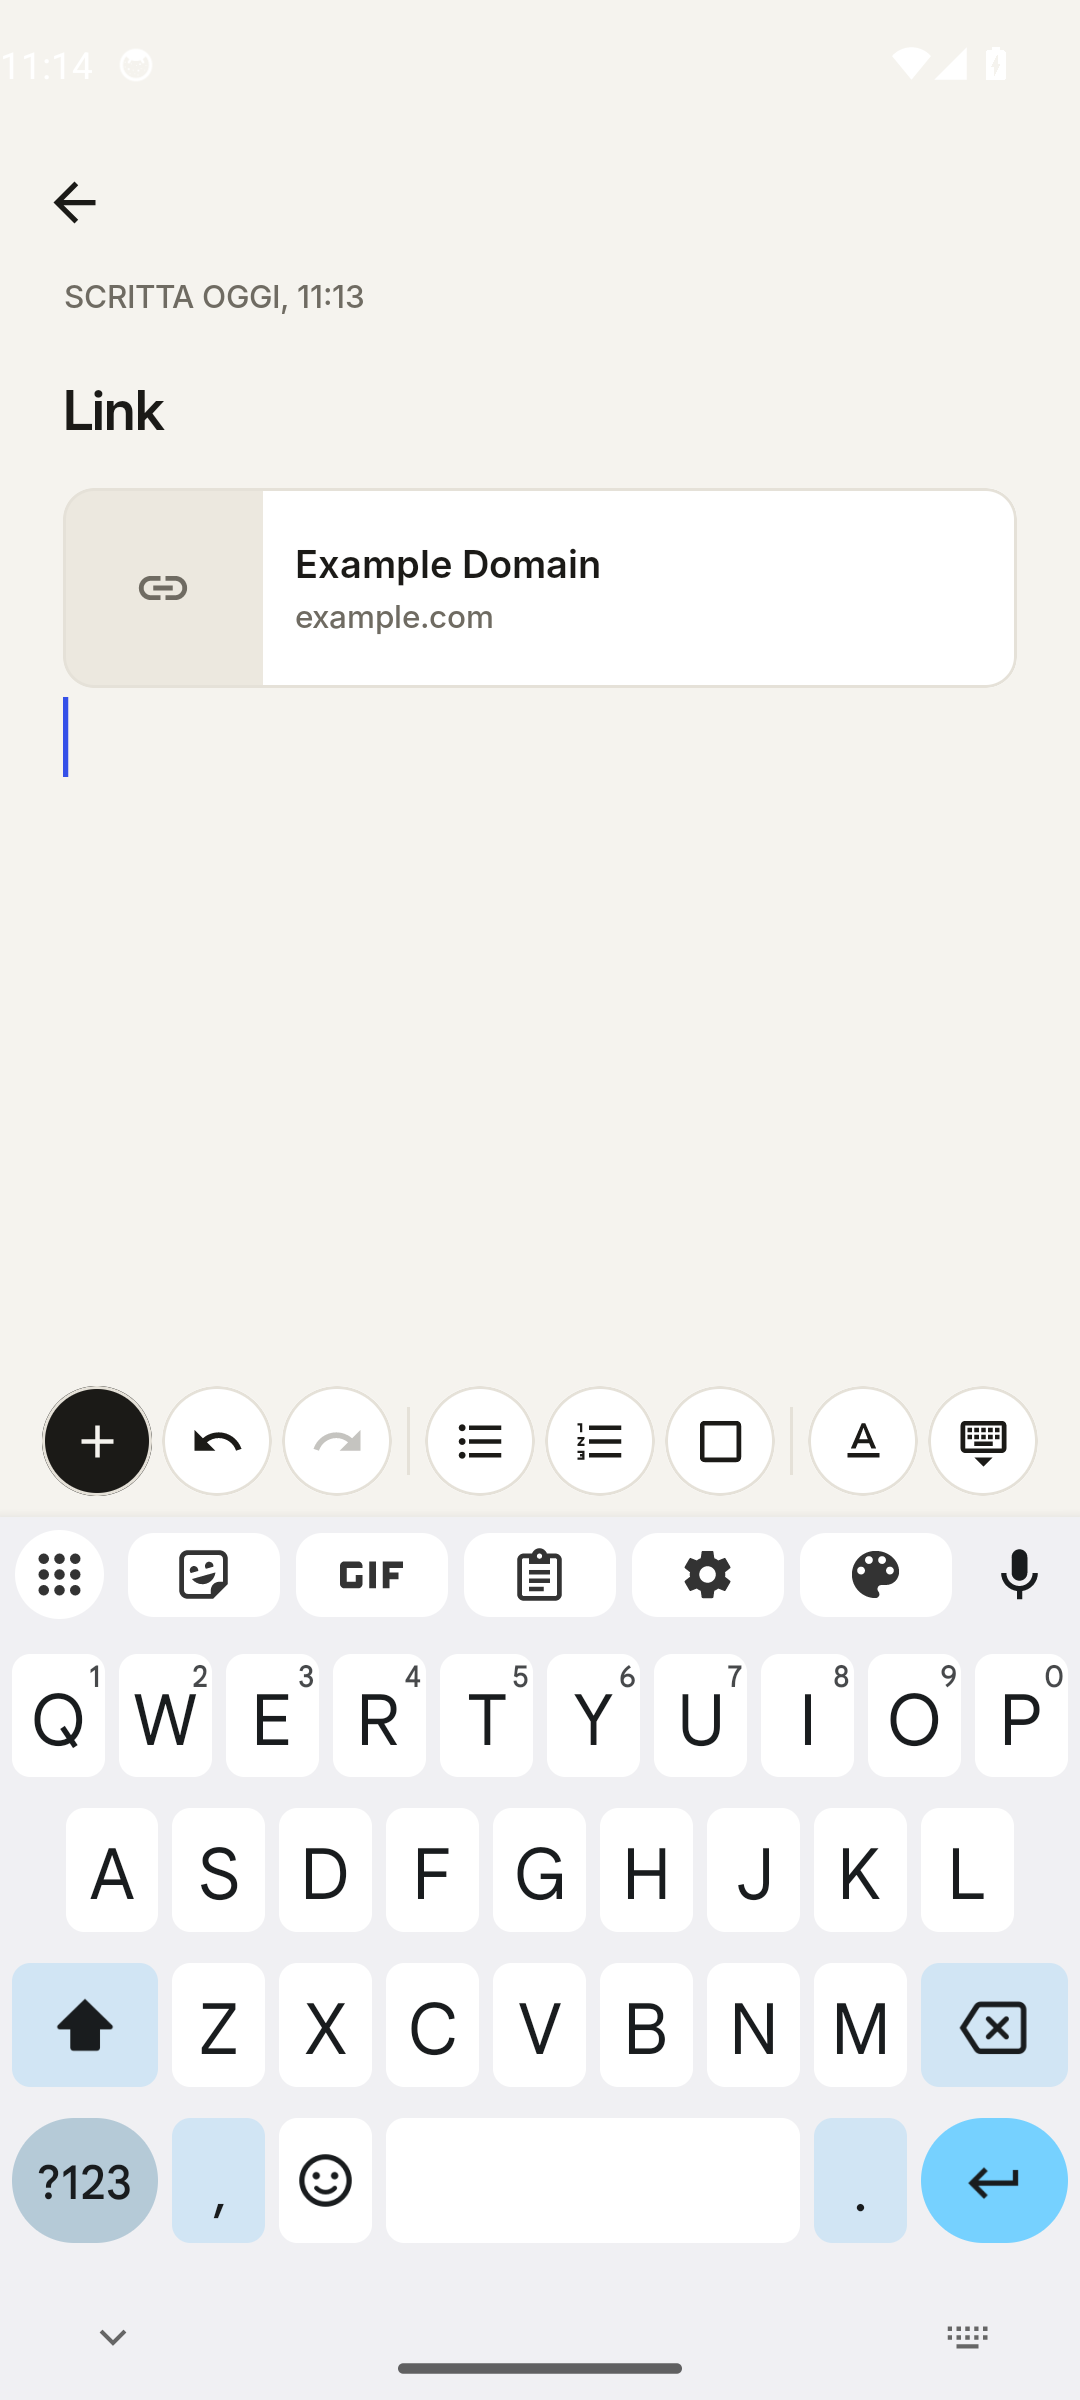 11:14
SCRITTA OGGI, 11:13
Link
Example Domain
example.com
GIF
Q 1 W 2 E 3 R 4 T 5 Y 6 U 7 I 8 O 9 P 0
A S D F G H J K L
Z X C V B N M
?123 , .